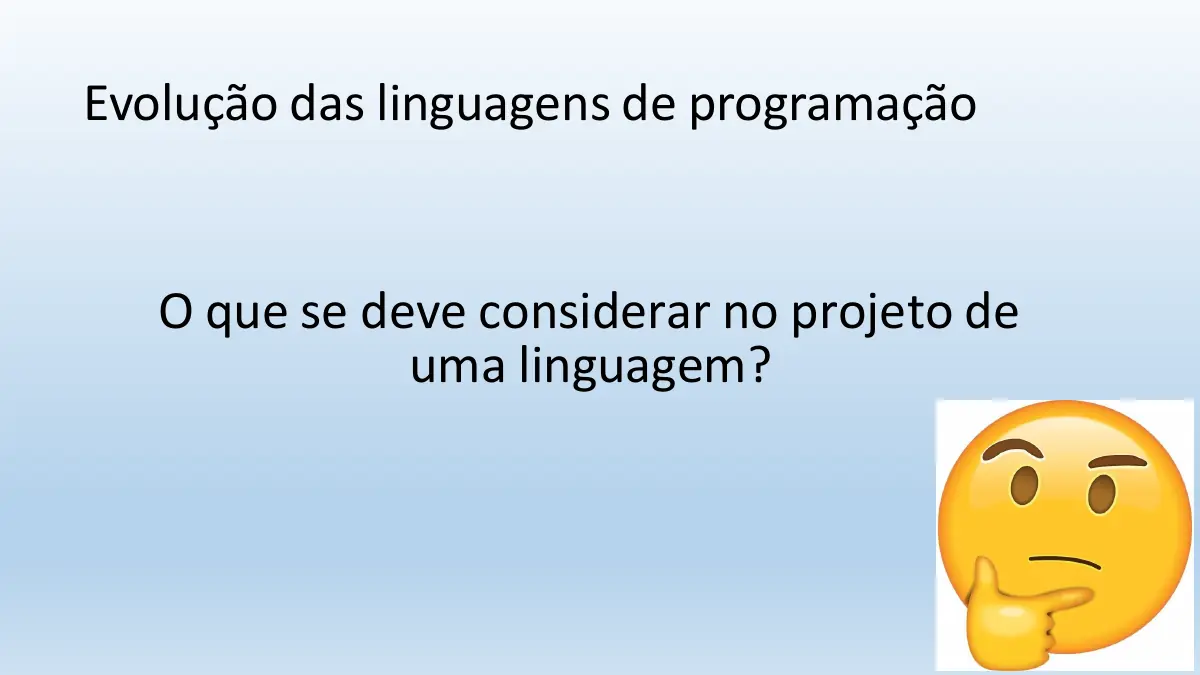 Evolução das linguagens de programação
O que se deve considerar no projeto de
uma linguagem?